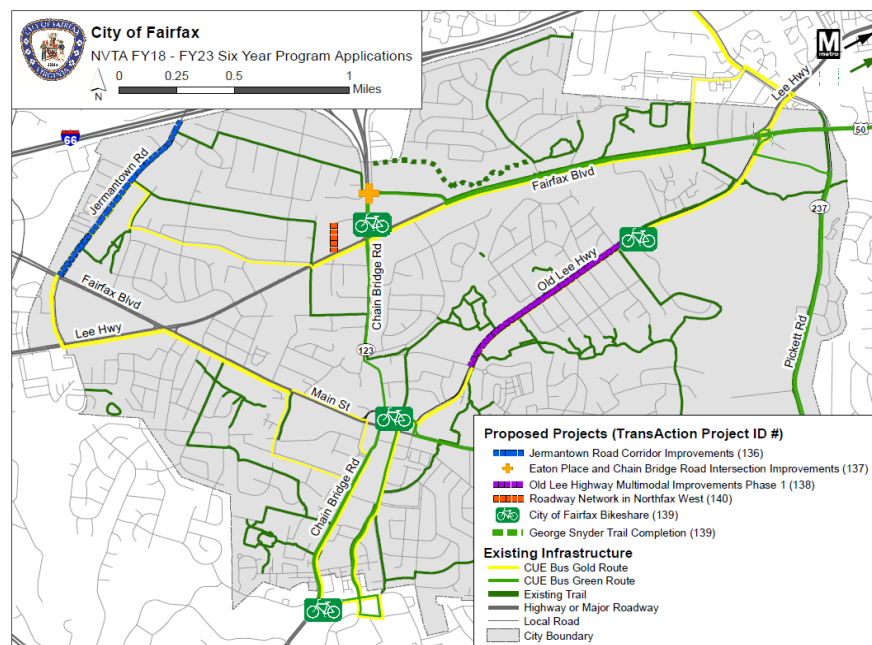 City of Fairfax
NVTA FY18 - FY23 Six Year Program Applications
N
0 0.25 0.5 1
Miles
CITY OF FAIRFAX
VIRGINIA
M
metro
Lee Hwy
66
50
Jermantown Rd
Fairfax Blvd
237
Old Lee Hwy
Chain Bridge Rd
Fairfax Blvd
Lee Hwy
Pickett Rd
123
Main St
Chain Bridge Rd
Proposed Projects (TransAction Project ID #)
Jermantown Road Corridor Improvements (136)
Eaton Place and Chain Bridge Road Intersection Improvements (137)
Old Lee Highway Multimodal Improvements Phase 1 (138)
Roadway Network in Northfax West (140)
City of Fairfax Bikeshare (139)
George Snyder Trail Completion (139)
Existing Infrastructure
CUE Bus Gold Route
CUE Bus Green Route
Existing Trail
Highway or Major Roadway
Local Road
City Boundary